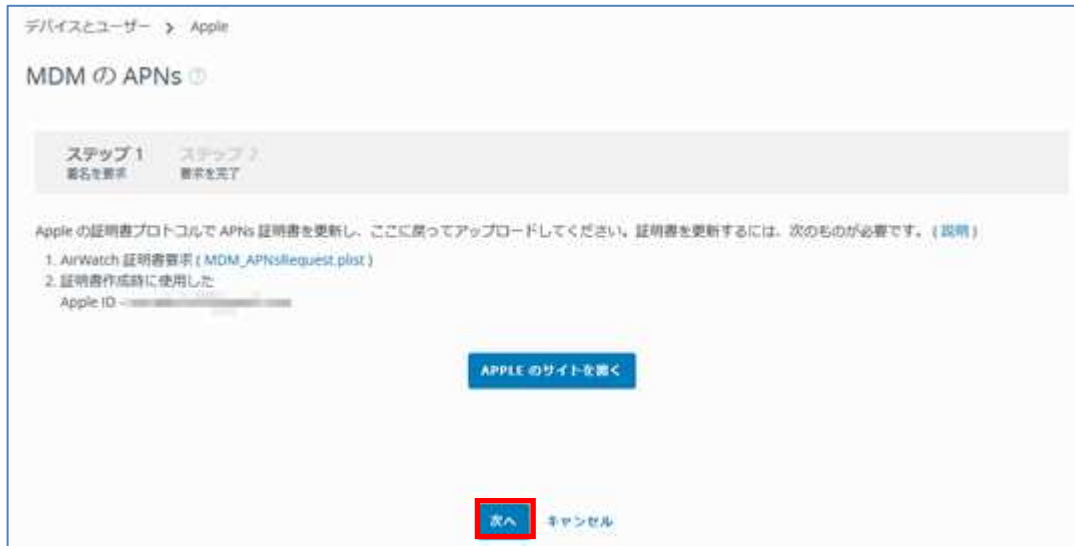 デバイスとユーザー > Apple
MDM の APNs
ステップ 1 ステップ 2
署名を要求 要求を完了
Apple の証明書プロトコルで APNs 証明書を更新し、ここに戻ってアップロードしてください。証明書を更新するには、次のものが必要です。 ( 説明 )
1. AirWatch 証明書要求 ( MDM_APNsRequest.plist )
2. 証明書作成時に使用した
Apple ID -
APPLE のサイトを開く
次へ キャンセル